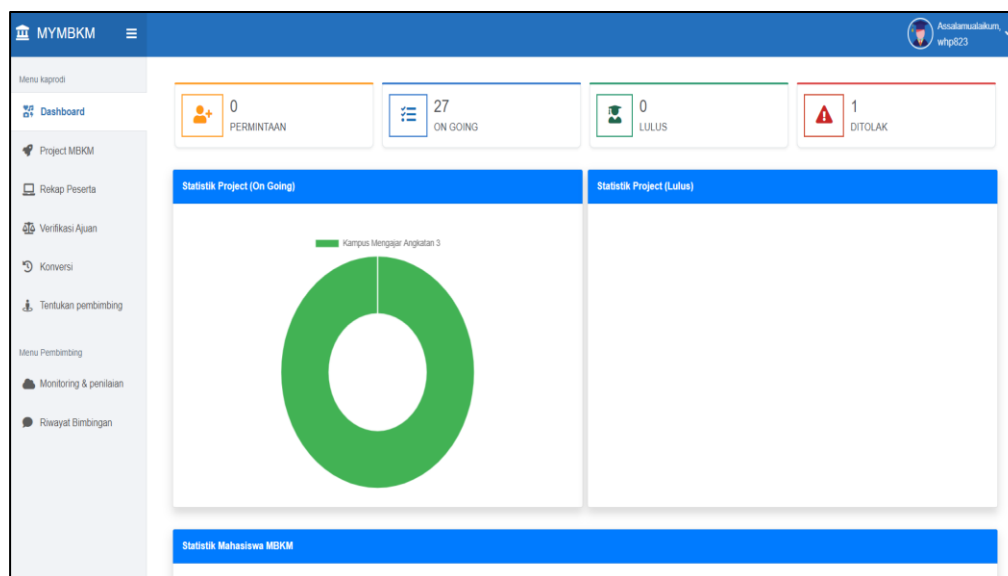 MYMBKM
Assalamualaikum,
whp823
Menu kaprodi
Dashboard
Project MBKM
Rekap Peserta
Verifikasi Ajuan
Konversi
Tentukan pembimbing
Menu Pembimbing
Monitoring & penilaian
Riwayat Bimbingan
0
PERMINTAAN
27
ON GOING
0
LULUS
1
DITOLAK
Statistik Project (On Going)
Kampus Mengajar Angkatan 3
Statistik Project (Lulus)
Statistik Mahasiswa MBKM